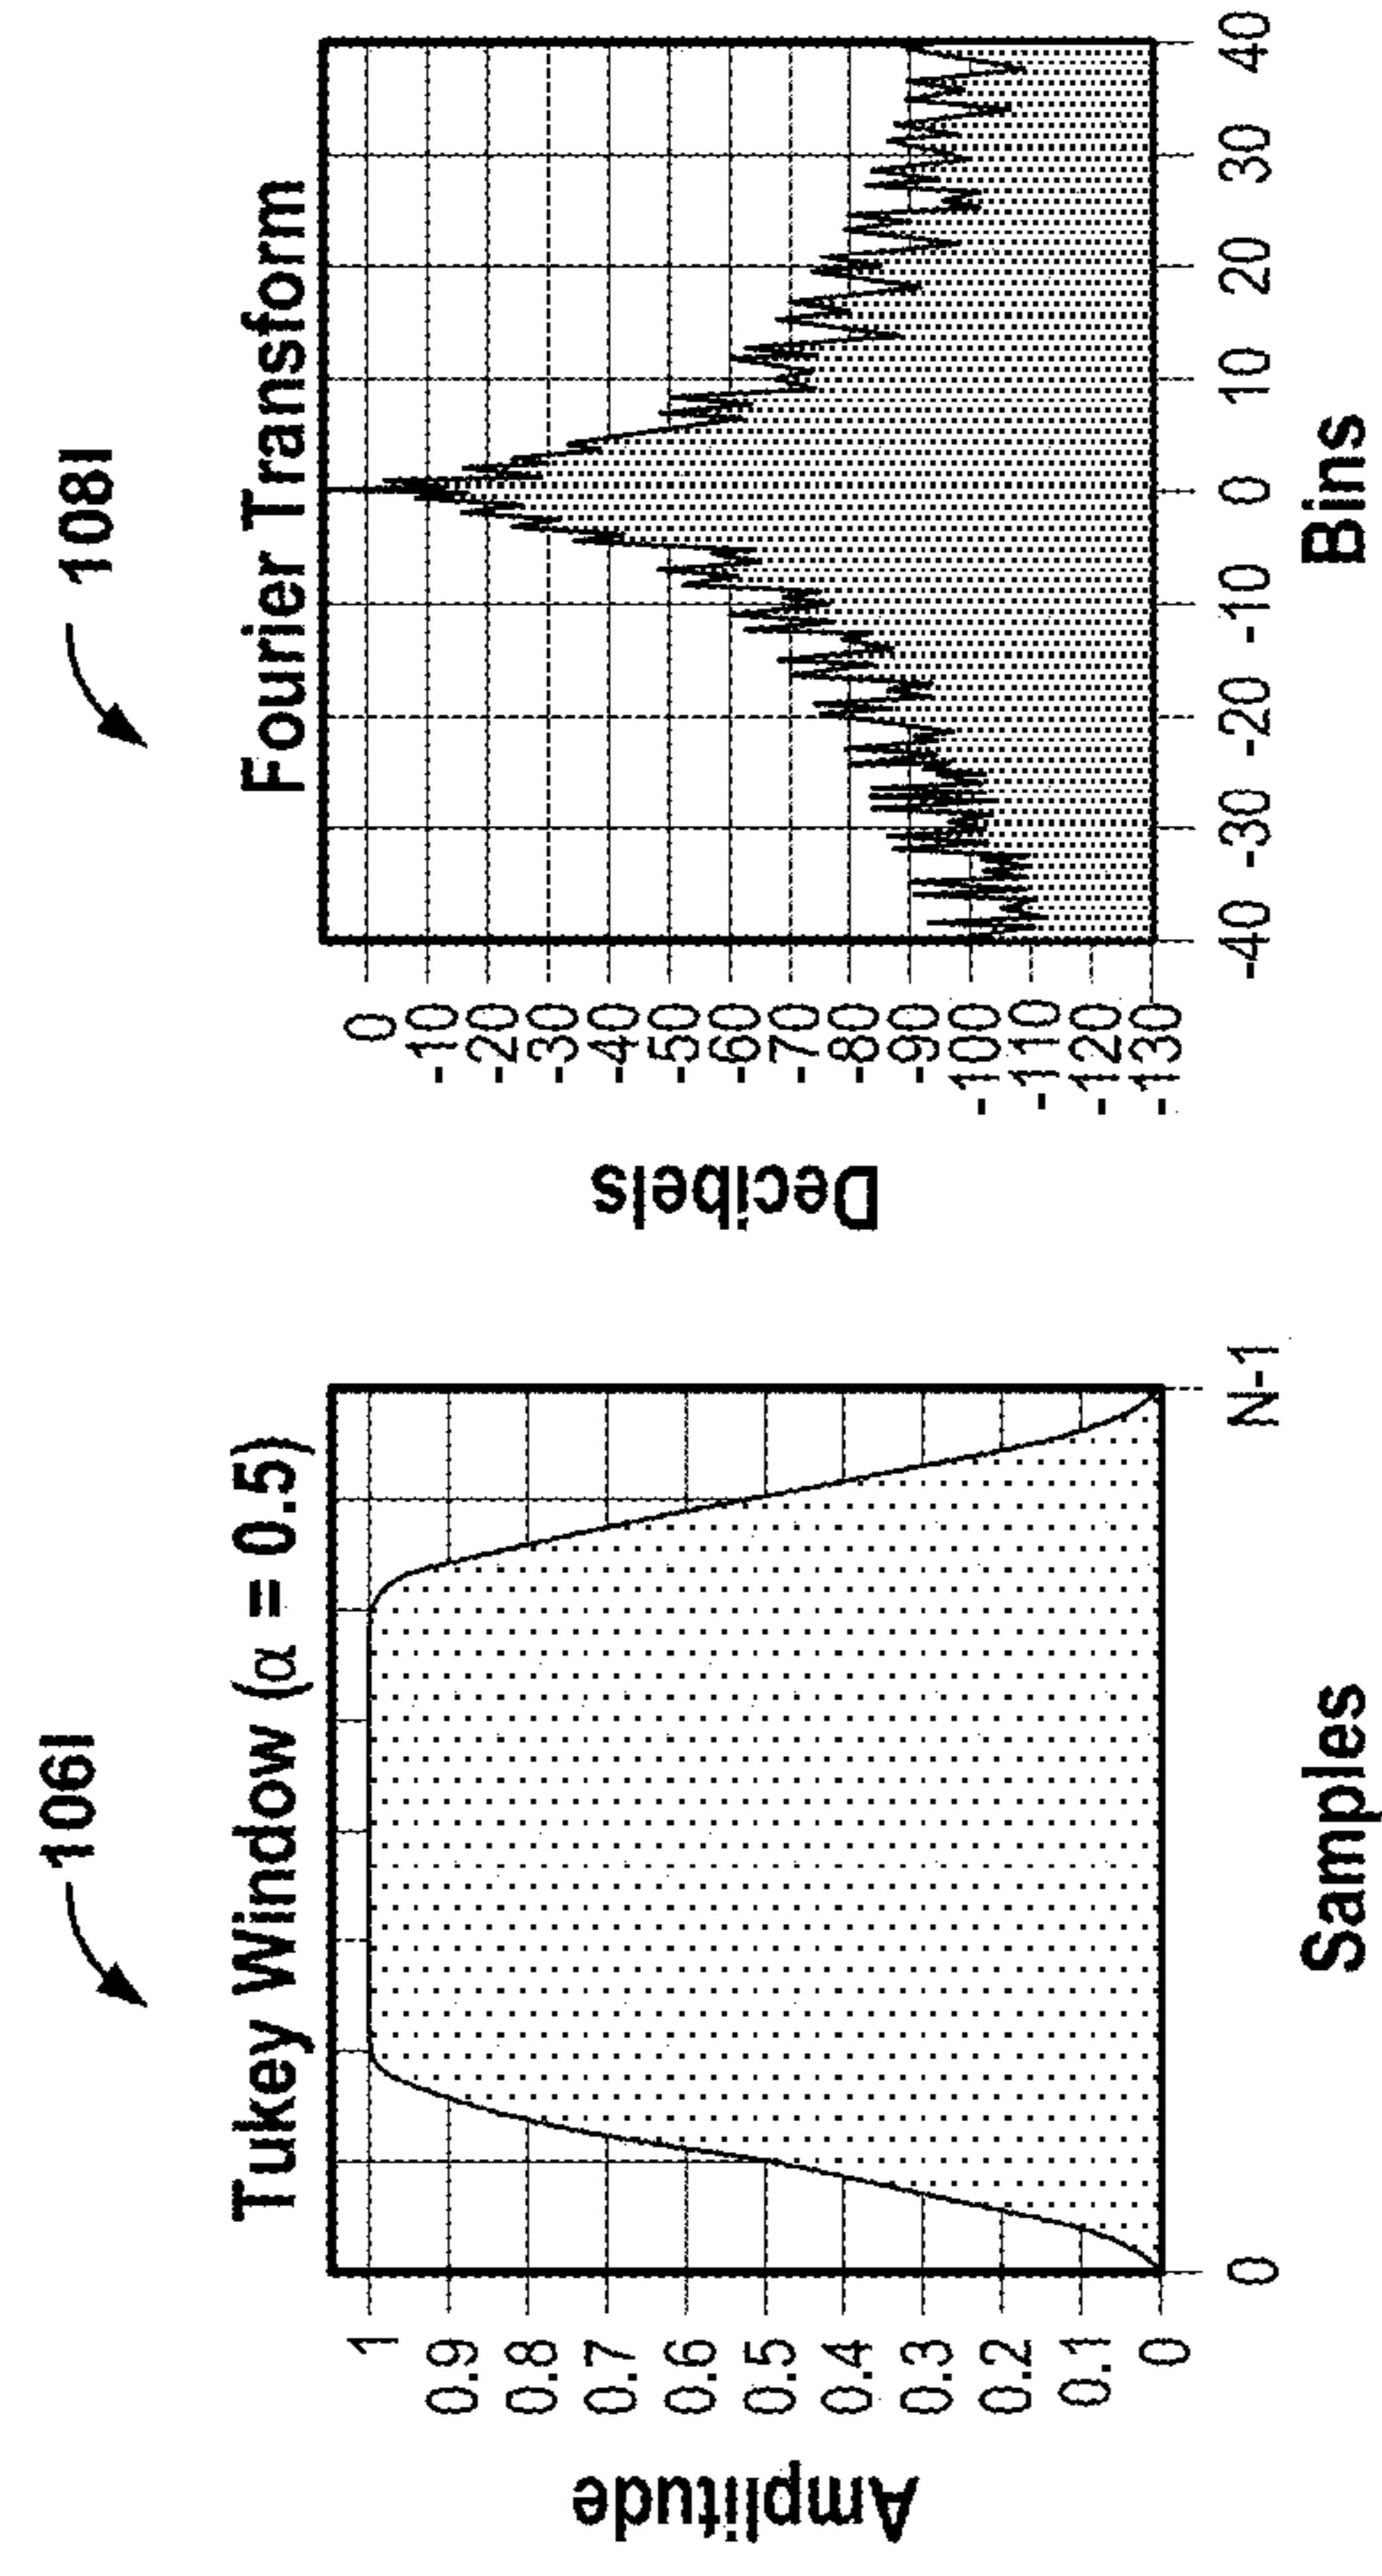 106I
Tukey Window (α = 0.5)
Amplitude
1
0.9
0.8
0.7
0.6
0.5
0.4
0.3
0.2
0.1
0
0 N-1
Samples
108I
Fourier Transform
Decibels
0
-10
-20
-30
-40
-50
-60
-70
-80
-90
-100
-110
-120
-130
-40 -30 -20 -10 0 10 20 30 40
Bins